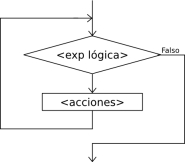 <exp lógica>
Falso
<acciones>